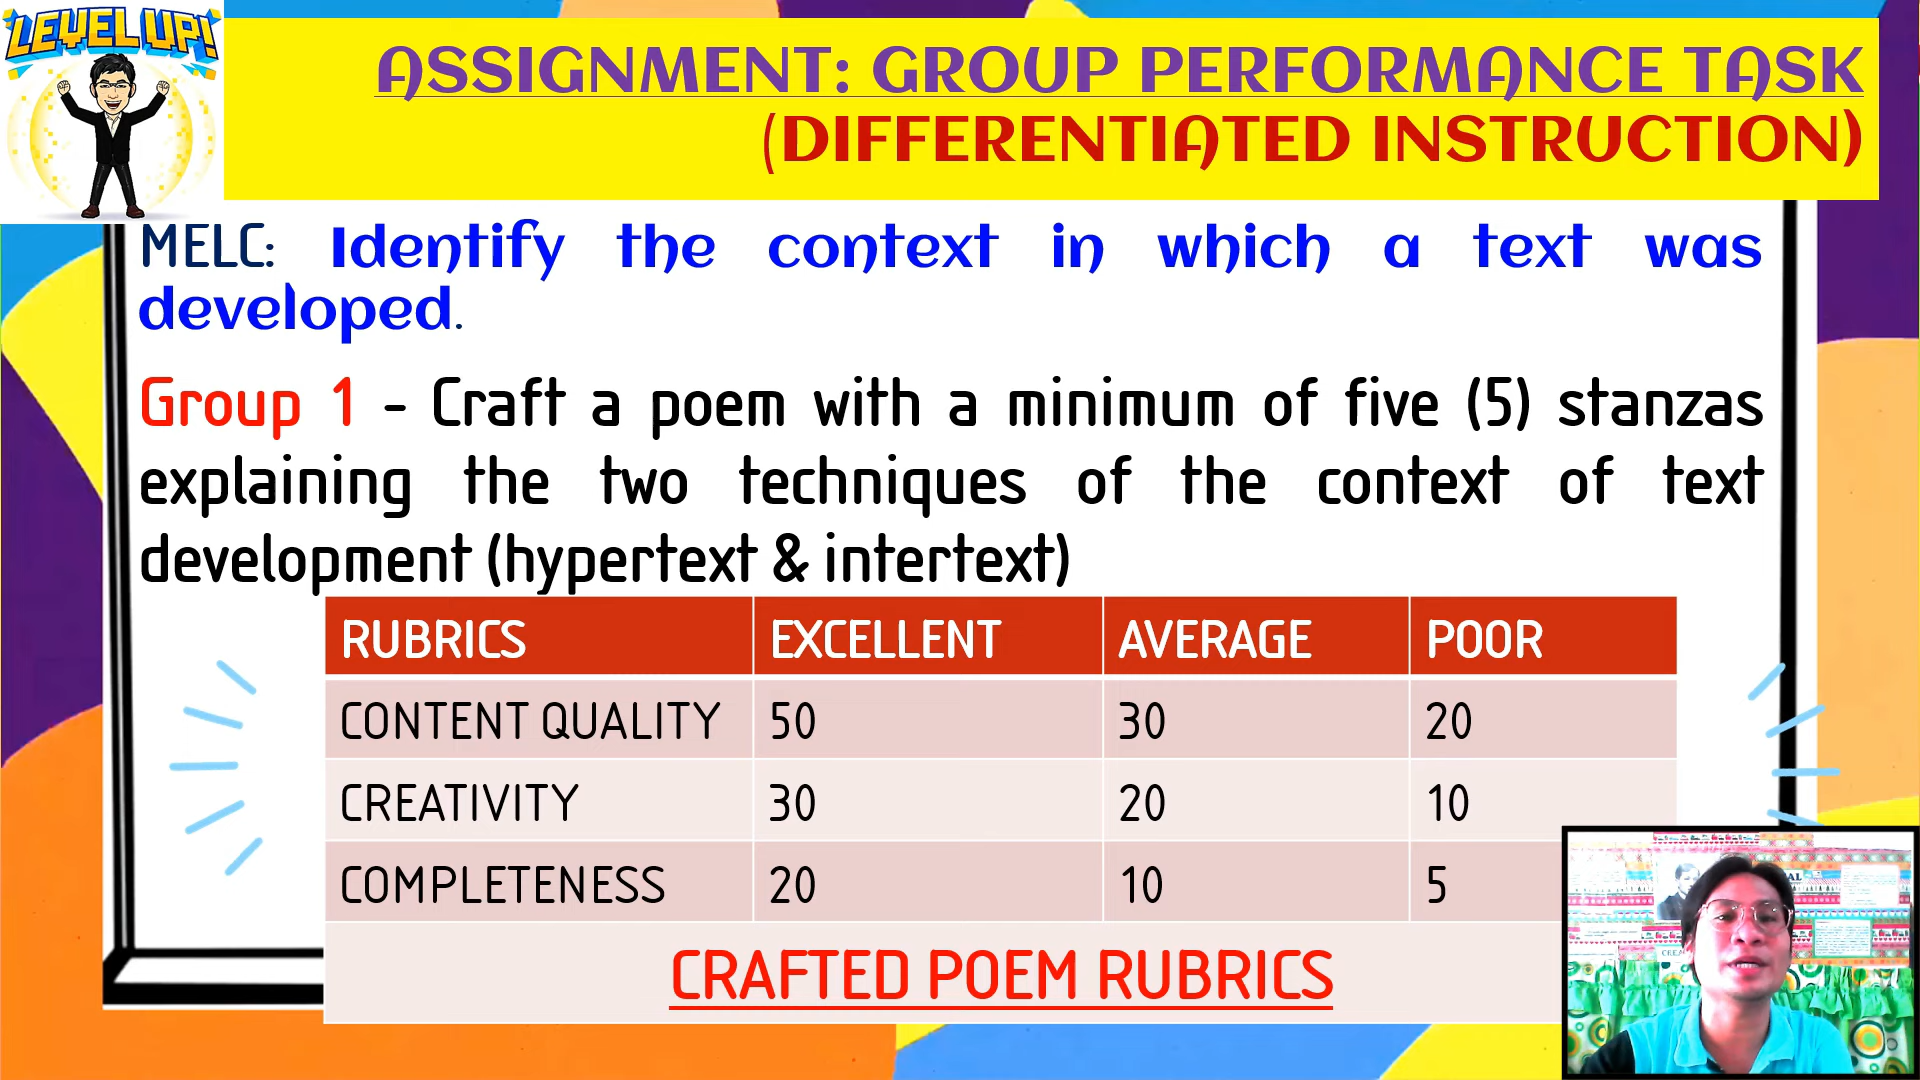 LEVEL UP!
ASSIGNMENT: GROUP PERFORMANCE TASK
(DIFFERENTIATED INSTRUCTION)
MELC: Identify the context in which a text was
developed.
Group 1 - Craft a poem with a minimum of five (5) stanzas
explaining the two techniques of the context of text
development (hypertext & intertext)
RUBRICS EXCELLENT AVERAGE POOR
CONTENT QUALITY 50 30 20
CREATIVITY 30 20 10
COMPLETENESS 20 10 5
CRAFTED POEM RUBRICS